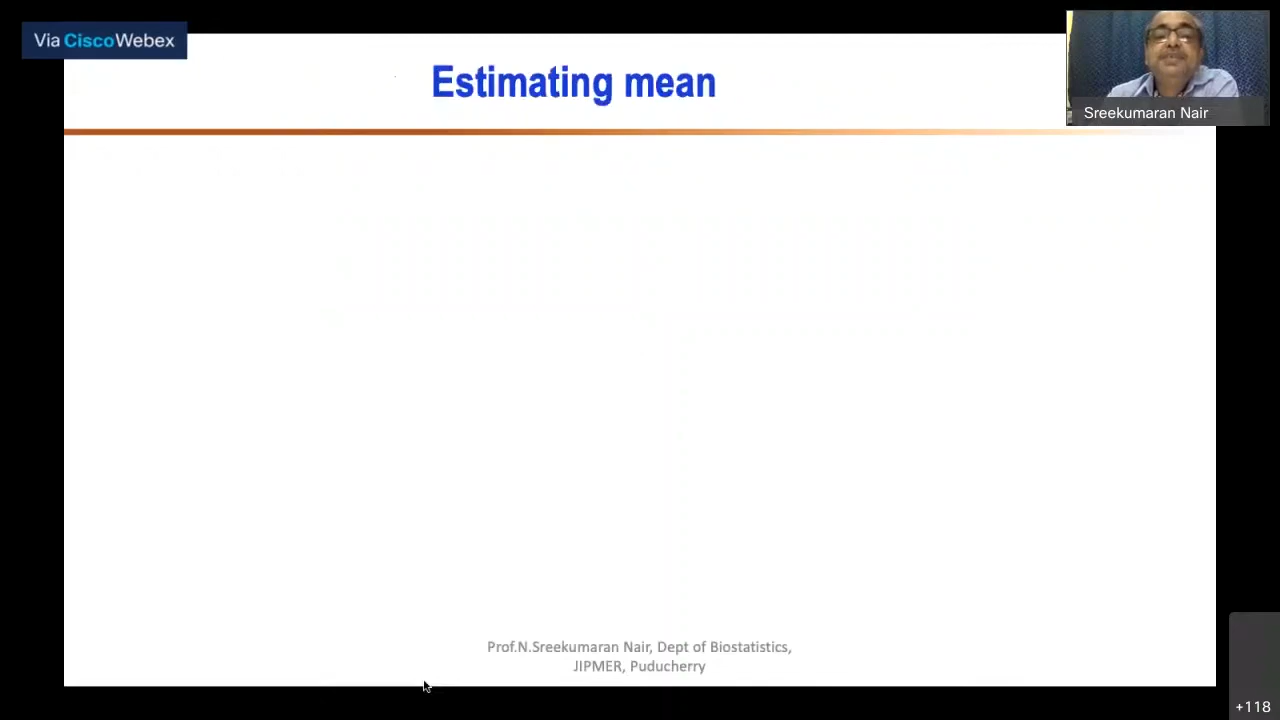 Via CiscoWebex
Estimating mean
Sreekumaran Nair
Prof.N.Sreekumaran Nair, Dept of Biostatistics,
JIPMER, Puducherry
+118